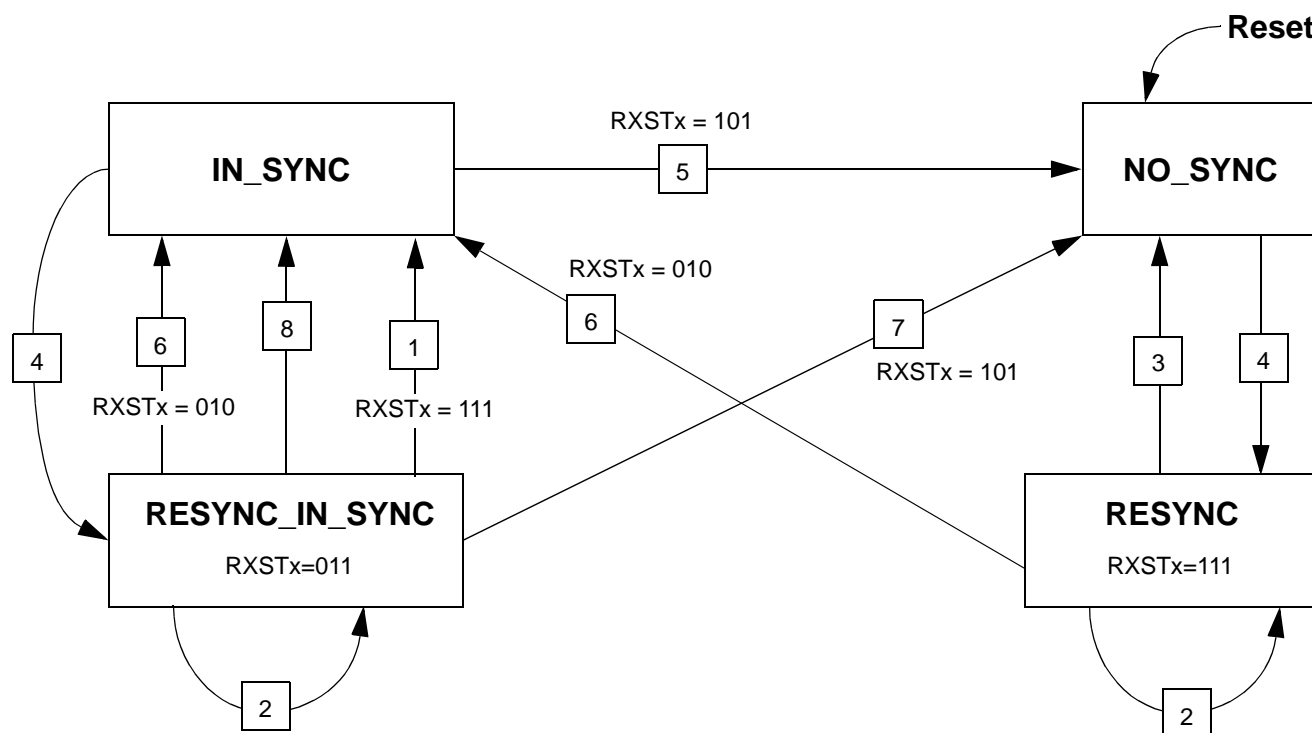 Reset
RXSTx = 101
IN_SYNC
5
NO_SYNC
RXSTx = 010
6
8
1
6
7
4
3
4
RXSTx = 101
RXSTx = 010
RXSTx = 111
RESYNC_IN_SYNC
RXSTx=011
RESYNC
RXSTx=111
2
2